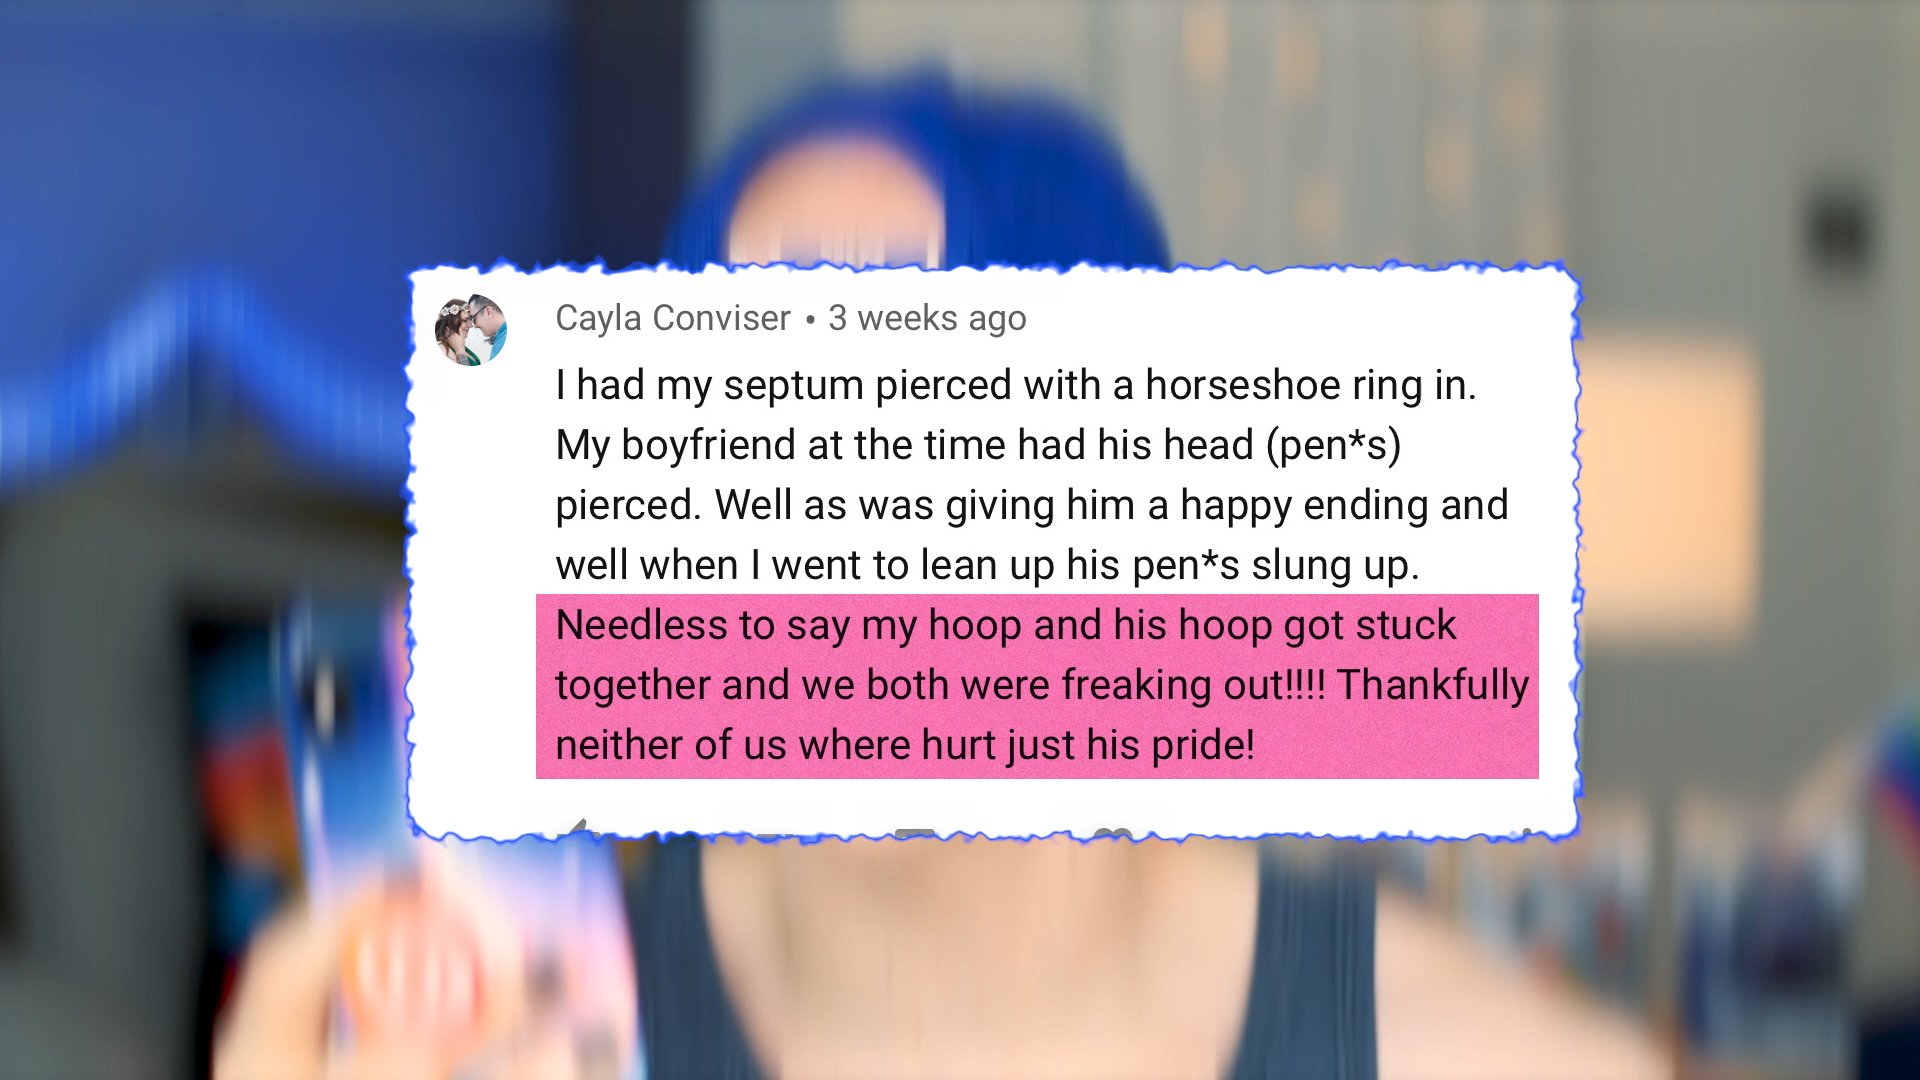 Cayla Conviser • 3 weeks ago
I had my septum pierced with a horseshoe ring in.
My boyfriend at the time had his head (pen*s)
pierced. Well as was giving him a happy ending and
well when I went to lean up his pen*s slung up.
Needless to say my hoop and his hoop got stuck
together and we both were freaking out!!!! Thankfully
neither of us where hurt just his pride!